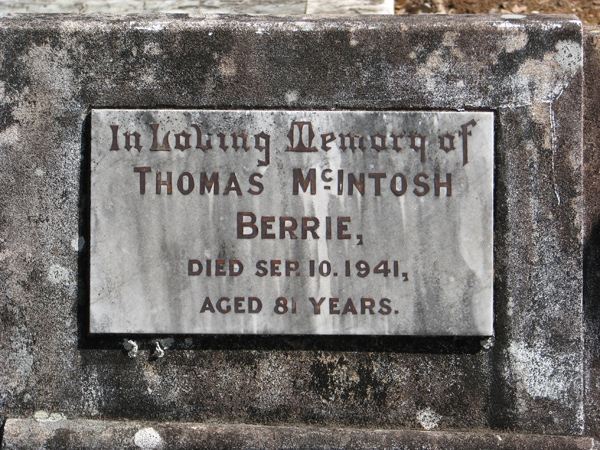 In Loving Memory of
THOMAS McINTOSH
BERRIE,
DIED SEP. 10. 1941,
AGED 81 YEARS.